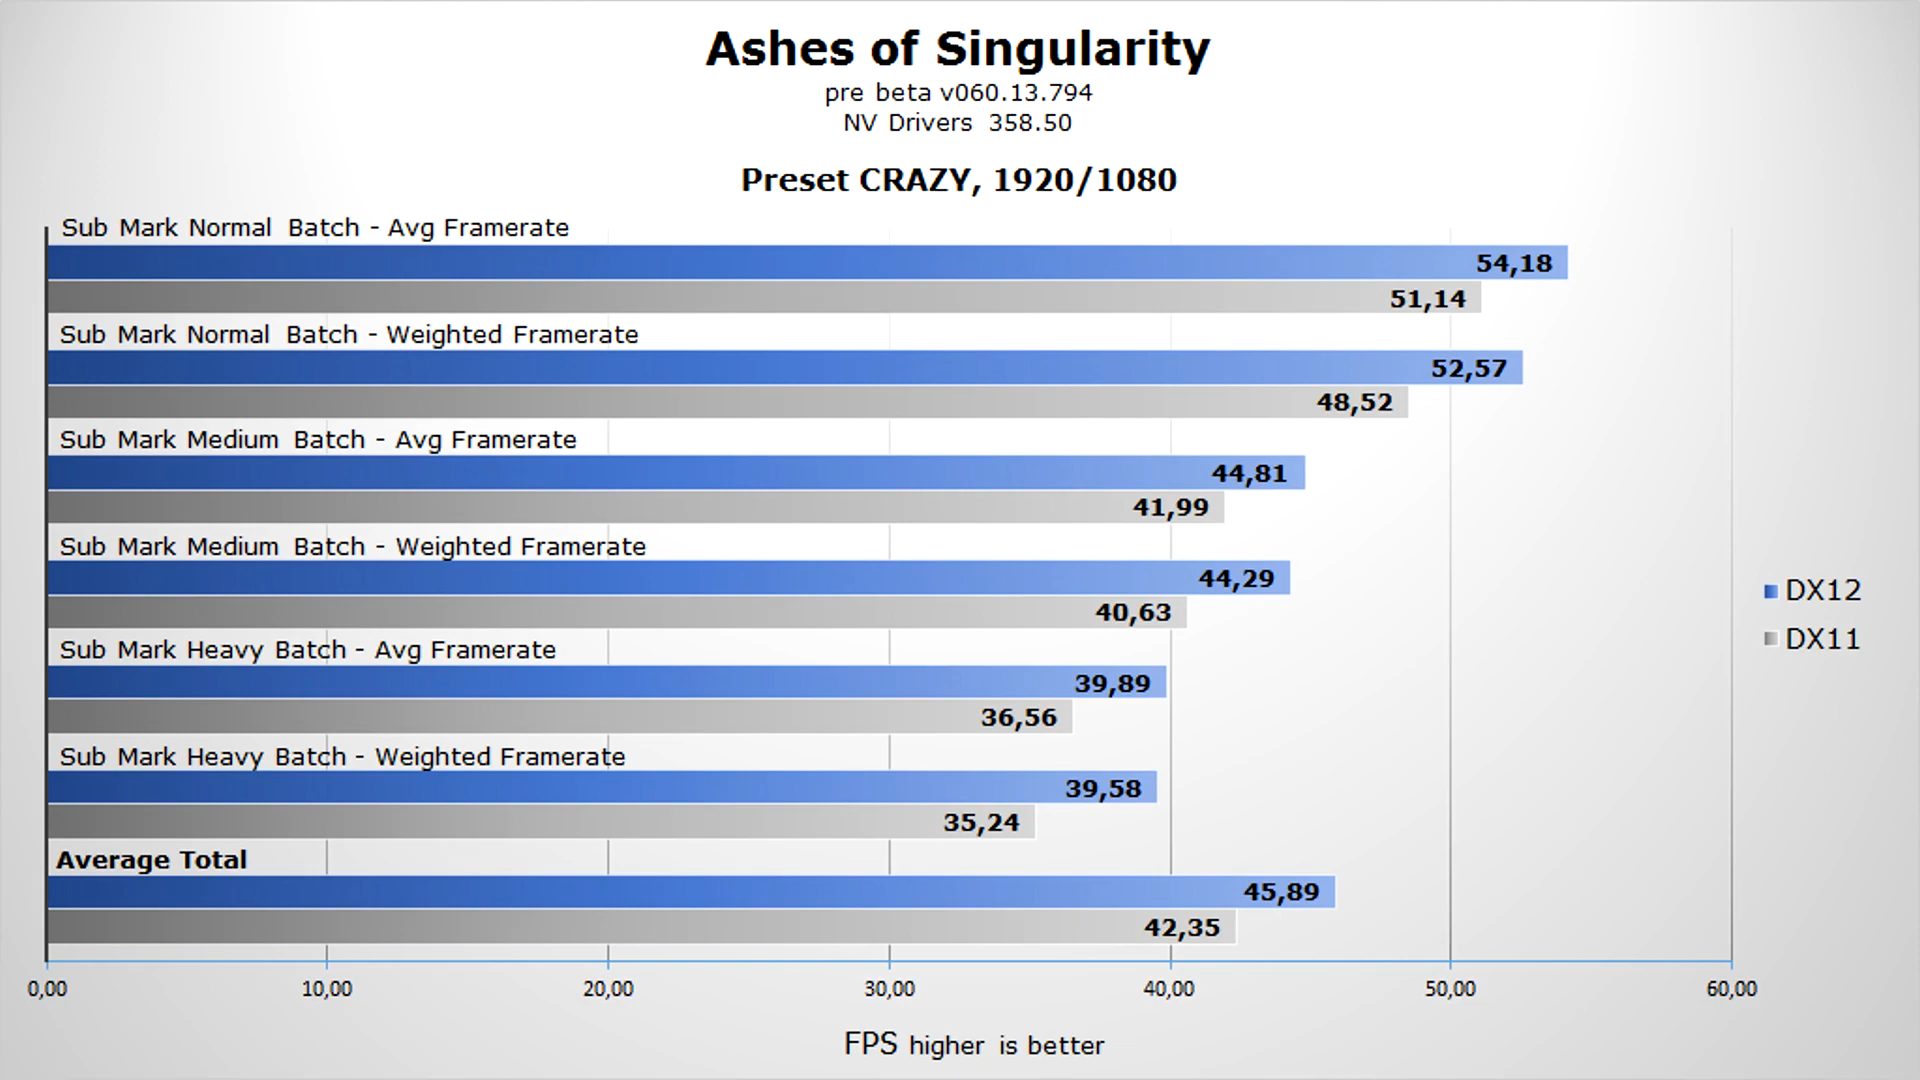 Ashes of Singularity
pre beta v060.13.794
NV Drivers 358.50
Preset CRAZY, 1920/1080
Sub Mark Normal Batch - Avg Framerate
54,18
51,14
Sub Mark Normal Batch - Weighted Framerate
52,57
48,52
Sub Mark Medium Batch - Avg Framerate
44,81
41,99
Sub Mark Medium Batch - Weighted Framerate
44,29
40,63
Sub Mark Heavy Batch - Avg Framerate
39,89
36,56
Sub Mark Heavy Batch - Weighted Framerate
39,58
35,24
Average Total
45,89
42,35
DX12
DX11
0,00 10,00 20,00 30,00 40,00 50,00 60,00
FPS higher is better